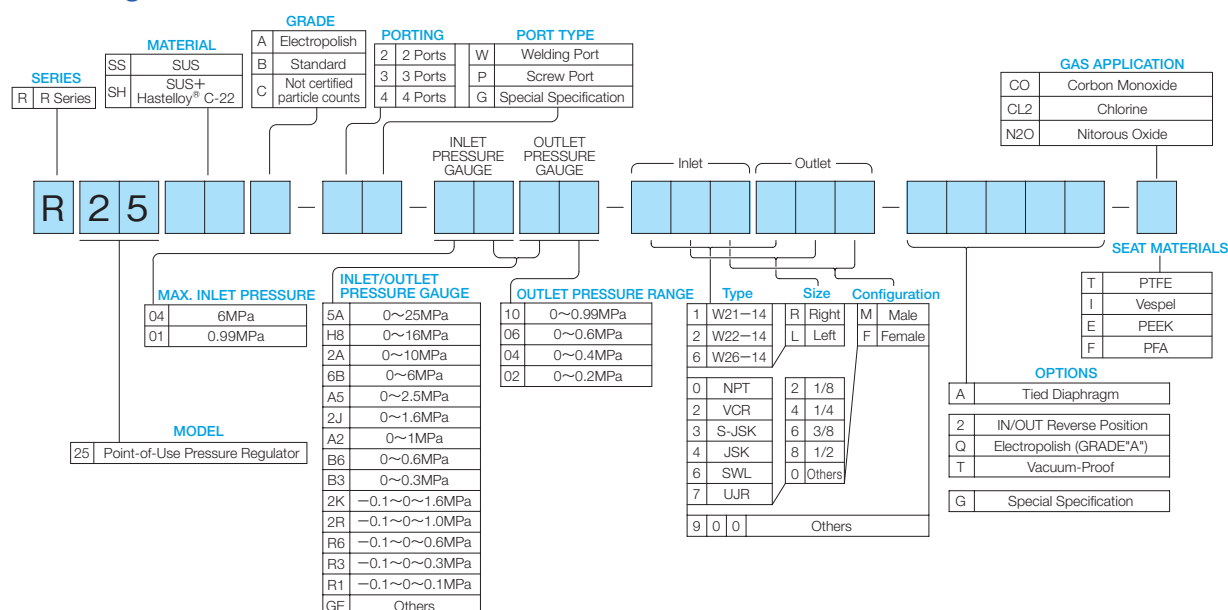 GRADE
A Electropolish
B Standard
C Not certified particle counts
PORTING
2 2 Ports
3 3 Ports
4 4 Ports
PORT TYPE
W Welding Port
P Screw Port
G Special Specification
MATERIAL
SS SUS
SH SUS+ Hastelloy® C-22
SERIES
R R Series
GAS APPLICATION
CO Corbon Monoxide
CL2 Chlorine
N2O Nitorous Oxide
INLET PRESSURE GAUGE
OUTLET PRESSURE GAUGE
Inlet
Outlet
R 2 5 — — — — —
SEAT MATERIALS
T PTFE
I Vespel
E PEEK
F PFA
MAX. INLET PRESSURE
04 6MPa
01 0.99MPa
INLET/OUTLET PRESSURE GAUGE
5A 0～25MPa
H8 0～16MPa
2A 0～10MPa
6B 0～6MPa
A5 0～2.5MPa
2J 0～1.6MPa
A2 0～1MPa
B6 0～0.6MPa
B3 0～0.3MPa
2K －0.1～0～1.6MPa
2R －0.1～0～1.0MPa
R6 －0.1～0～0.6MPa
R3 －0.1～0～0.3MPa
R1 －0.1～0～0.1MPa
GF Others
OUTLET PRESSURE RANGE
10 0～0.99MPa
06 0～0.6MPa
04 0～0.4MPa
02 0～0.2MPa
Type
1 W21－14
2 W22－14
6 W26－14
0 NPT
2 VCR
3 S-JSK
4 JSK
6 SWL
7 UJR
9 0 0 Others
Size
R Right
L Left
2 1/8
4 1/4
6 3/8
8 1/2
0 Others
Configuration
M Male
F Female
OPTIONS
A Tied Diaphragm
2 IN/OUT Reverse Position
Q Electropolish (GRADE"A")
T Vacuum-Proof
G Special Specification
MODEL
25 Point-of-Use Pressure Regulator